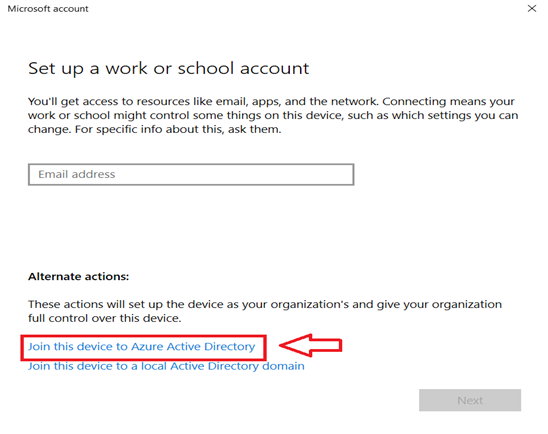 Microsoft account
Set up a work or school account
You'll get access to resources like email, apps, and the network. Connecting means your
work or school might control some things on this device, such as which settings you can
change. For specific info about this, ask them.
Email address
Alternate actions:
These actions will set up the device as your organization's and give your organization
full control over this device.
Join this device to Azure Active Directory
Join this device to a local Active Directory domain
Next